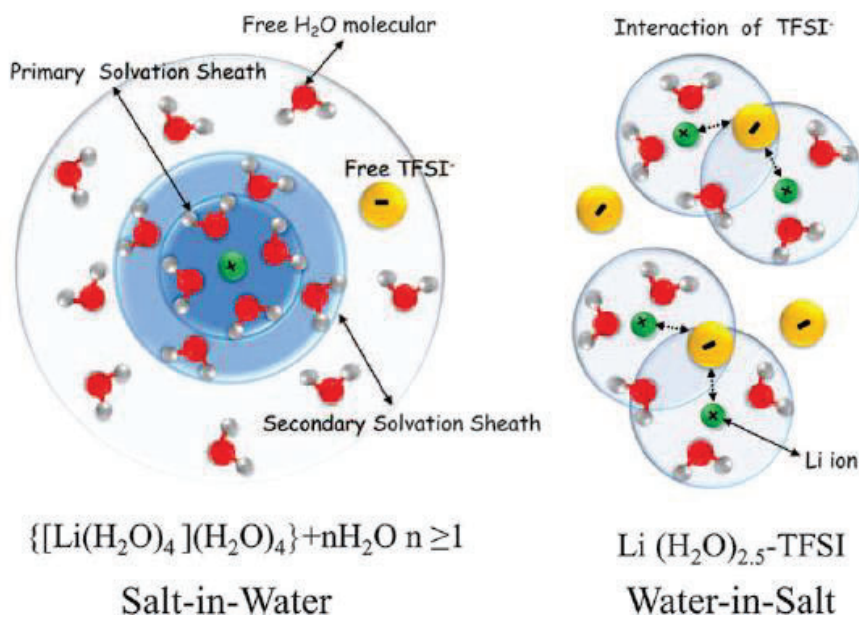 Free H₂O molecular
Primary Solvation Sheath
Free TFSI⁻
Secondary Solvation Sheath
{[Li(H₂O)₄](H₂O)₄}+nH₂O n ≥1
Salt-in-Water
Interaction of TFSI⁻
Li ion
Li (H₂O)₂.₅-TFSI
Water-in-Salt